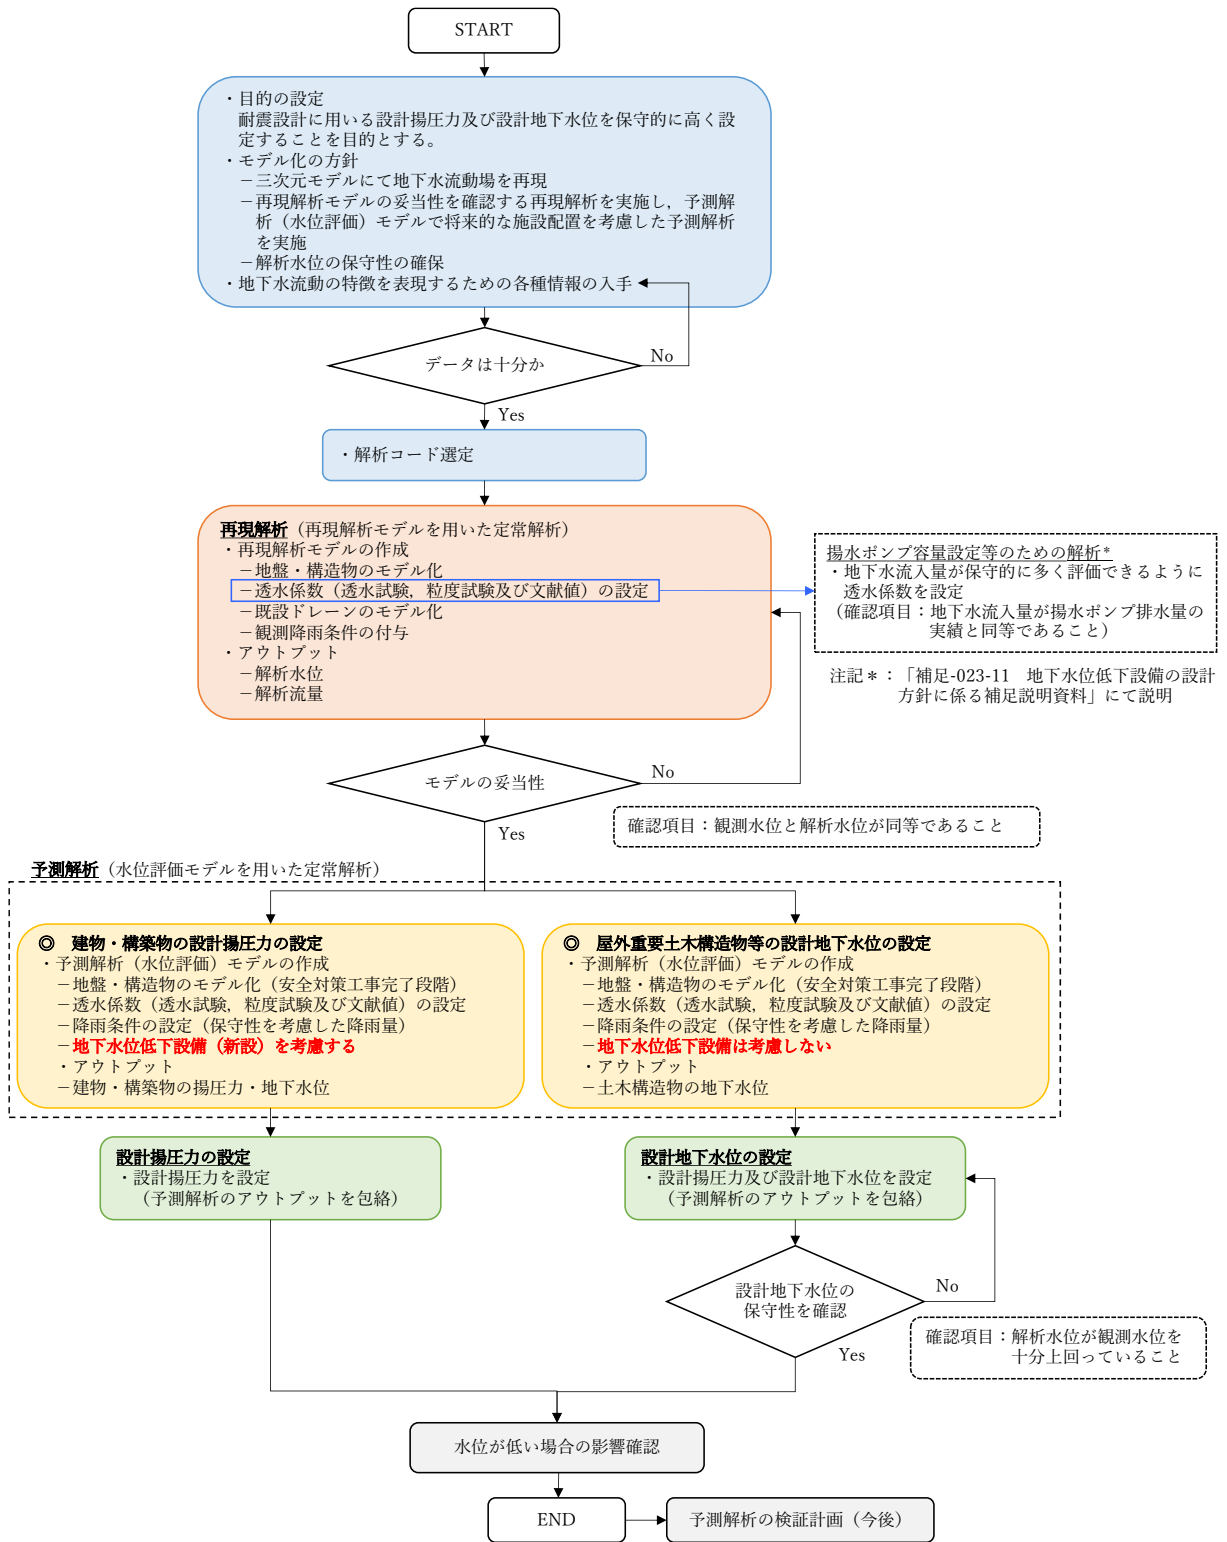 START
・目的の設定
耐震設計に用いる設計揚圧力及び設計地下水位を保守的に高く設
定することを目的とする。
・モデル化の方針
－三次元モデルにて地下水流動場を再現
－再現解析モデルの妥当性を確認する再現解析を実施し，予測解
析（水位評価）モデルで将来的な施設配置を考慮した予測解析
を実施
－解析水位の保守性の確保
・地下水流動の特徴を表現するための各種情報の入手
データは十分か
No
Yes
・解析コード選定
再現解析（再現解析モデルを用いた定常解析）
・再現解析モデルの作成
－地盤・構造物のモデル化
－透水係数（透水試験，粒度試験及び文献値）の設定
－既設ドレーンのモデル化
－観測降雨条件の付与
・アウトプット
－解析水位
－解析流量
揚水ポンプ容量設定等のための解析*
・地下水流入量が保守的に多く評価できるように
透水係数を設定
（確認項目：地下水流入量が揚水ポンプ排水量の
実績と同等であること）
注記＊：「補足-023-11　地下水位低下設備の設計
方針に係る補足説明資料」にて説明
モデルの妥当性
No
Yes
確認項目：観測水位と解析水位が同等であること
予測解析（水位評価モデルを用いた定常解析）
◎　建物・構築物の設計揚圧力の設定
・予測解析（水位評価）モデルの作成
－地盤・構造物のモデル化（安全対策工事完了段階）
－透水係数（透水試験，粒度試験及び文献値）の設定
－降雨条件の設定（保守性を考慮した降雨量）
－地下水位低下設備（新設）を考慮する
・アウトプット
－建物・構築物の揚圧力・地下水位
◎　屋外重要土木構造物等の設計地下水位の設定
・予測解析（水位評価）モデルの作成
－地盤・構造物のモデル化（安全対策工事完了段階）
－透水係数（透水試験，粒度試験及び文献値）の設定
－降雨条件の設定（保守性を考慮した降雨量）
－地下水位低下設備は考慮しない
・アウトプット
－土木構造物の地下水位
設計揚圧力の設定
・設計揚圧力を設定
（予測解析のアウトプットを包絡）
設計地下水位の設定
・設計揚圧力及び設計地下水位を設定
（予測解析のアウトプットを包絡）
設計地下水位の
保守性を確認
No
Yes
確認項目：解析水位が観測水位を
十分上回っていること
水位が低い場合の影響確認
END
予測解析の検証計画（今後）